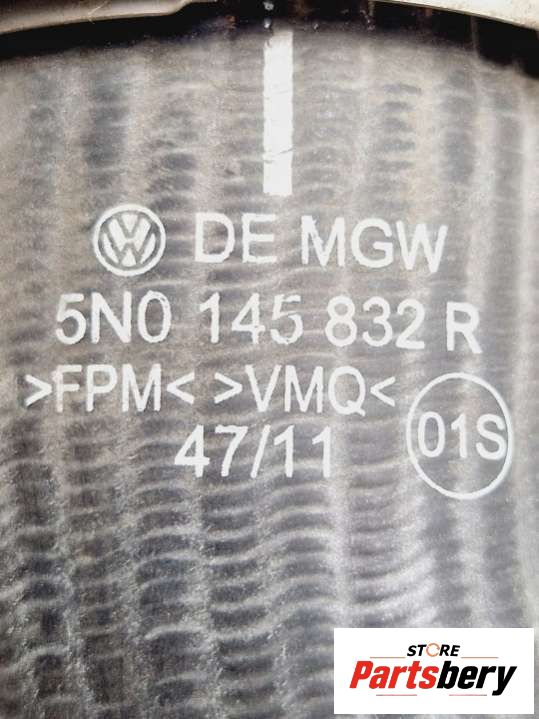 DE MGW
5N0 145 832 R
>FPM< >VMQ<
47/11
01S
STORE
Partsbery